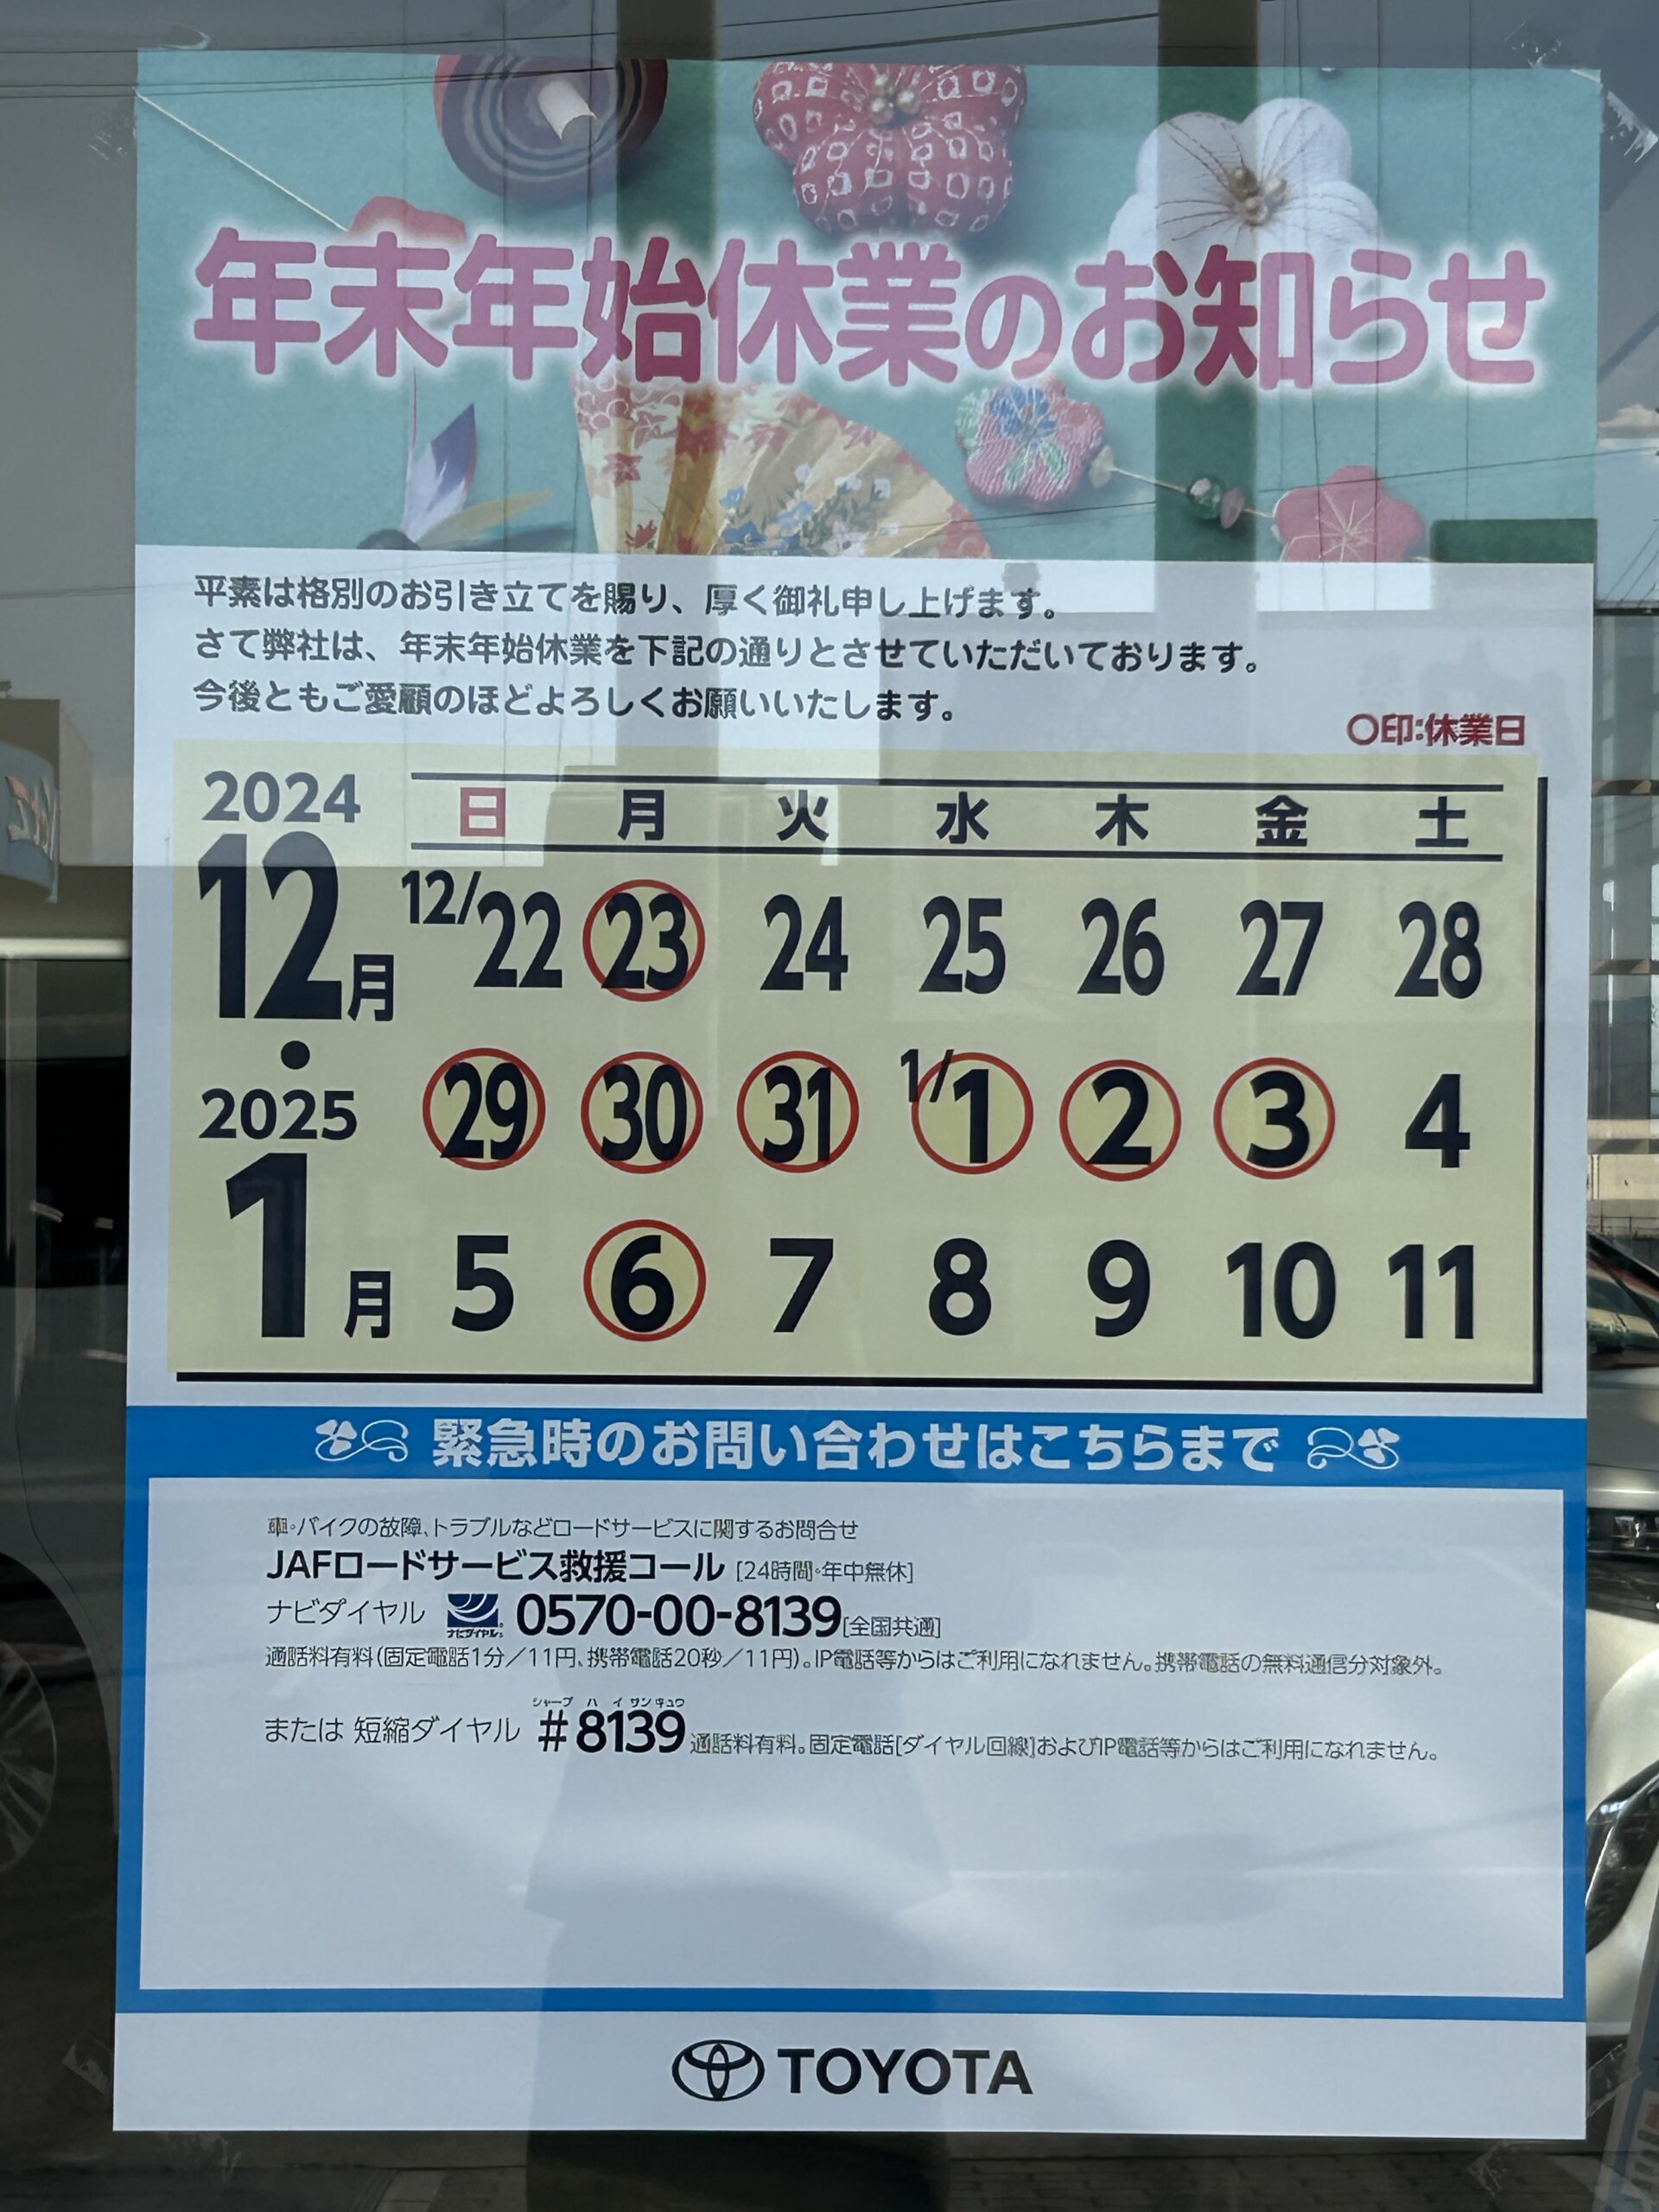 年末年始休業のお知らせ
平素は格別のお引き立てを賜り、厚く御礼申し上げます。
さて弊社は、年末年始休業を下記の通りとさせていただいております。
今後ともご愛顧のほどよろしくお願いいたします。
〇印:休業日
2024
12月
・
2025
1月
日 月 火 水 木 金 土
12/22 23 24 25 26 27 28
29 30 31 1/1 2 3 4
5 6 7 8 9 10 11
緊急時のお問い合わせはこちらまで
車・バイクの故障、トラブルなどロードサービスに関するお問合せ
JAFロードサービス救援コール [24時間・年中無休]
ナビダイヤル ナビダイヤル 0570-00-8139[全国共通]
通話料有料(固定電話1分/11円、携帯電話20秒/11円)。IP電話等からはご利用になれません。携帯電話の無料通信分対象外。
シャープ ハ イ サン キュウ
または 短縮ダイヤル #8139 通話料有料。固定電話[ダイヤル回線]およびIP電話等からはご利用になれません。
TOYOTA